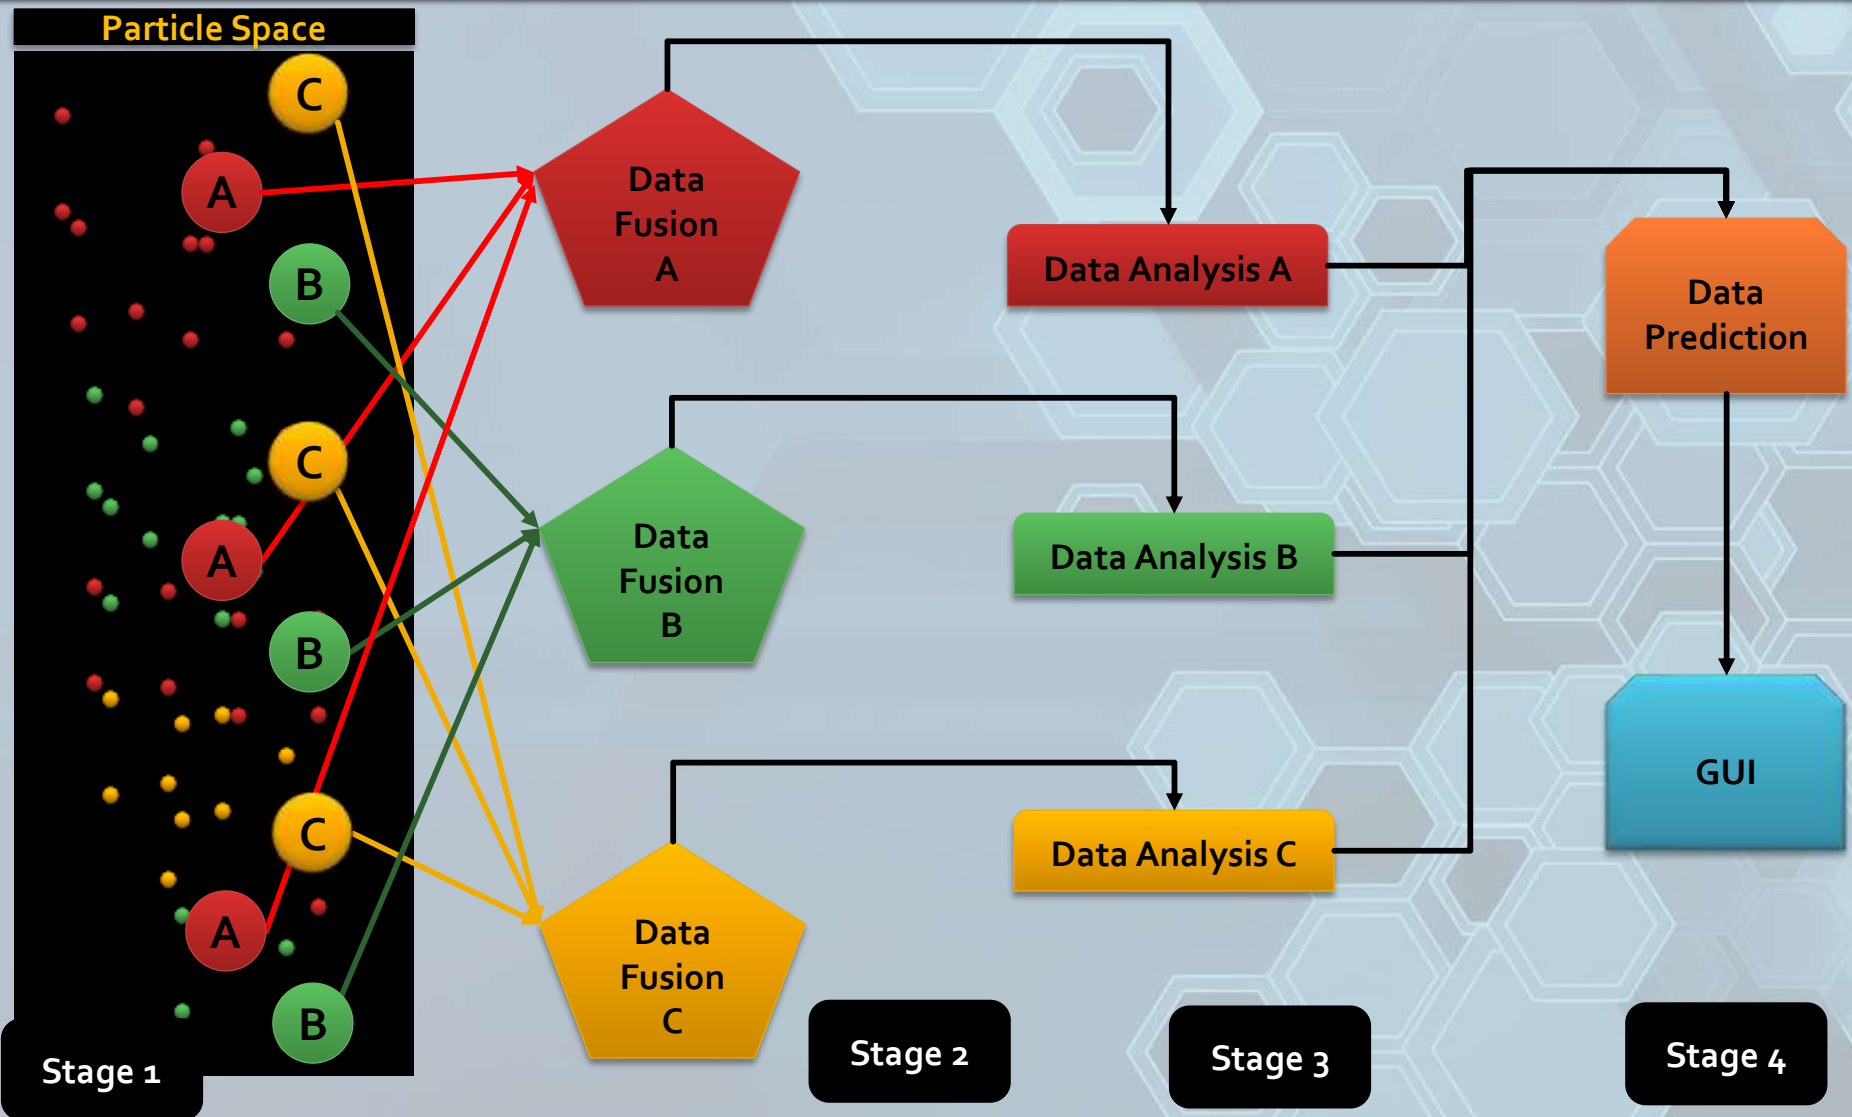 Particle Space
C
A
B
C
A
B
C
A
B
Stage 1
Data
Fusion
A
Data
Fusion
B
Data
Fusion
C
Stage 2
Data Analysis A
Data Analysis B
Data Analysis C
Stage 3
Data
Prediction
GUI
Stage 4